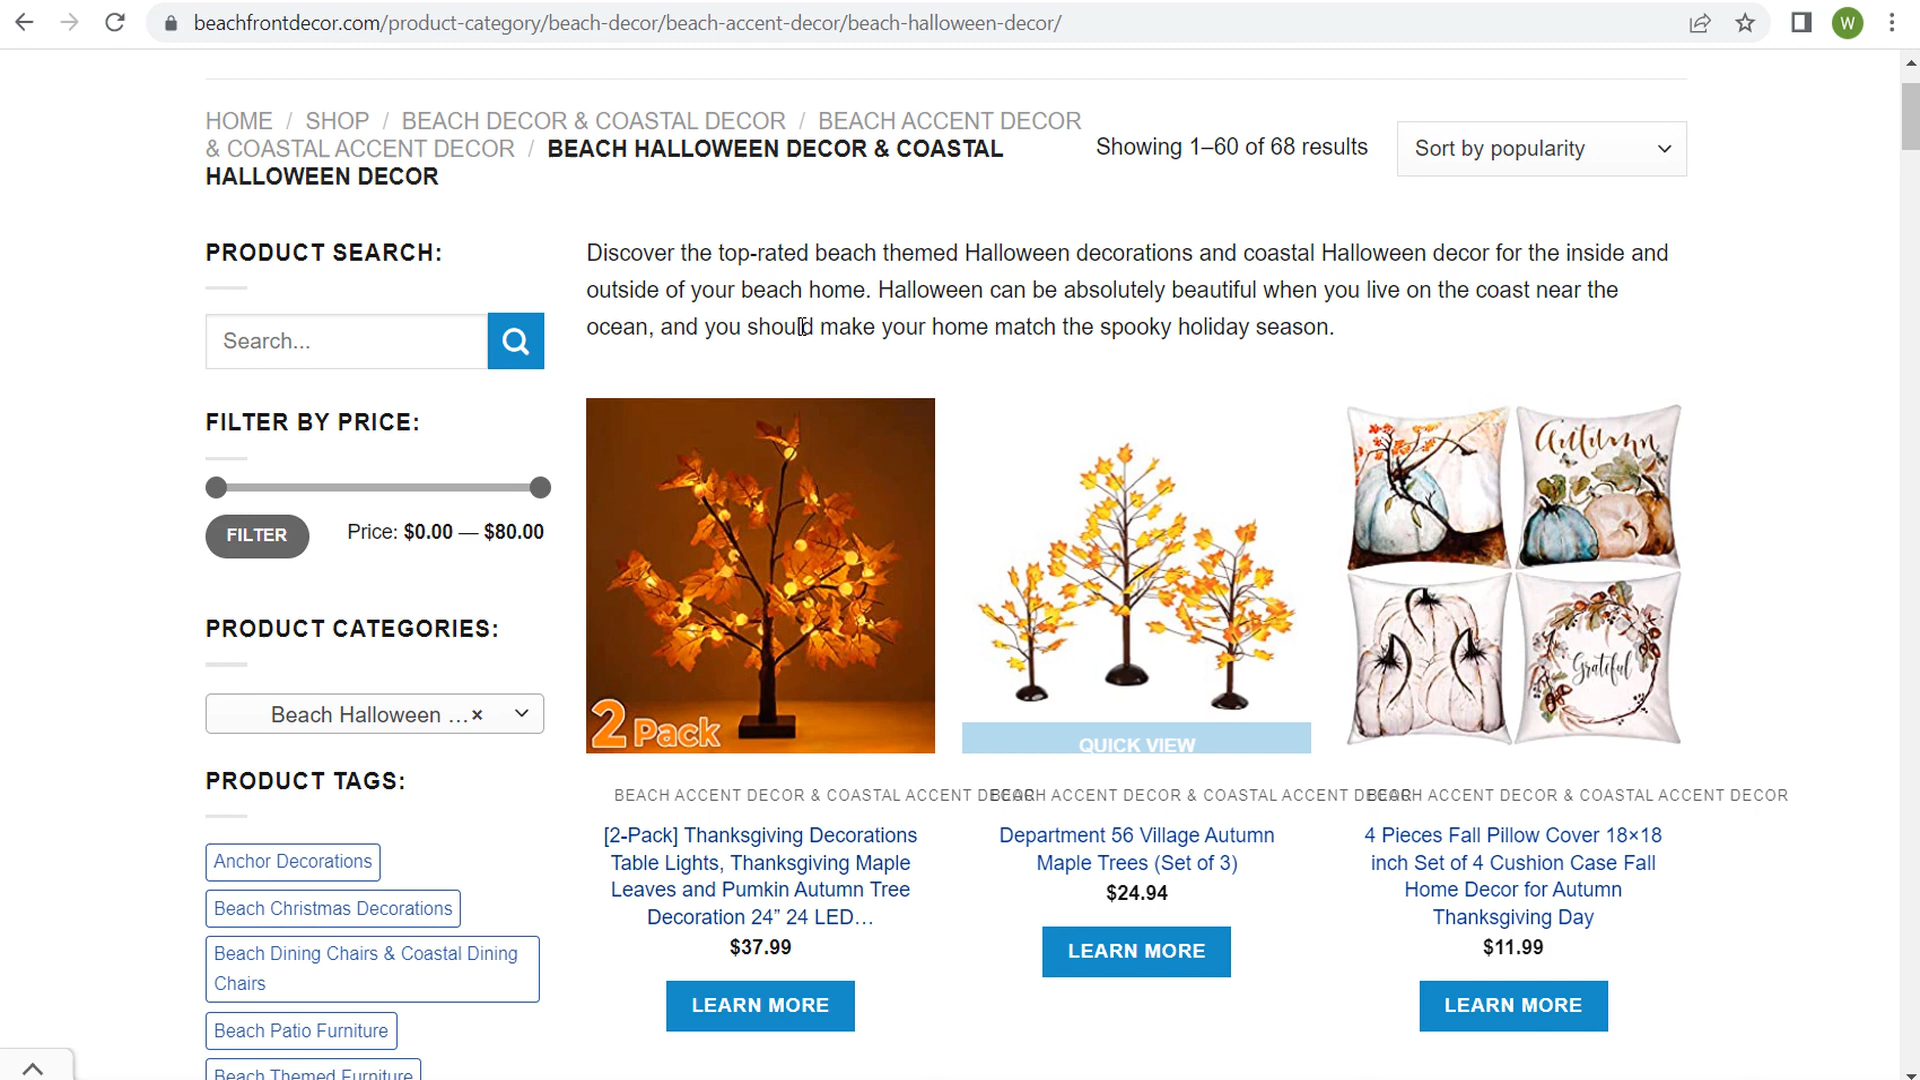 beachfrontdecor.com/product-category/beach-decor/beach-accent-decor/beach-halloween-decor/
W
HOME / SHOP / BEACH DECOR & COASTAL DECOR / BEACH ACCENT DECOR
& COASTAL ACCENT DECOR / BEACH HALLOWEEN DECOR & COASTAL
HALLOWEEN DECOR
Showing 1–60 of 68 results
Sort by popularity
PRODUCT SEARCH:
Search...
FILTER BY PRICE:
FILTER
Price: $0.00 — $80.00
PRODUCT CATEGORIES:
Beach Halloween ...×
PRODUCT TAGS:
Anchor Decorations
Beach Christmas Decorations
Beach Dining Chairs & Coastal Dining
Chairs
Beach Patio Furniture
Beach Themed Furniture
Discover the top-rated beach themed Halloween decorations and coastal Halloween decor for the inside and
outside of your beach home. Halloween can be absolutely beautiful when you live on the coast near the
ocean, and you should make your home match the spooky holiday season.
2 Pack
BEACH ACCENT DECOR & COASTAL ACCENT DECOR
[2-Pack] Thanksgiving Decorations
Table Lights, Thanksgiving Maple
Leaves and Pumkin Autumn Tree
Decoration 24” 24 LED…
$37.99
LEARN MORE
QUICK VIEW
BEACH ACCENT DECOR & COASTAL ACCENT DECOR
Department 56 Village Autumn
Maple Trees (Set of 3)
$24.94
LEARN MORE
Autumn
Grateful
BEACH ACCENT DECOR & COASTAL ACCENT DECOR
4 Pieces Fall Pillow Cover 18×18
inch Set of 4 Cushion Case Fall
Home Decor for Autumn
Thanksgiving Day
$11.99
LEARN MORE